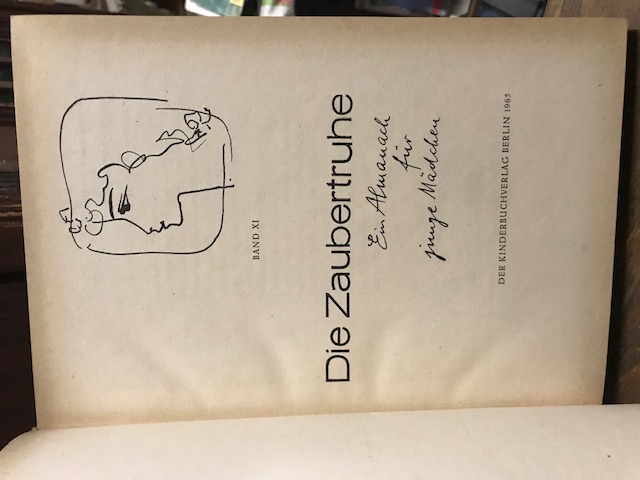 BAND XI
Die Zaubertruhe
Ein Almanach
für
junge Mädchen
DER KINDERBUCHVERLAG BERLIN 1965